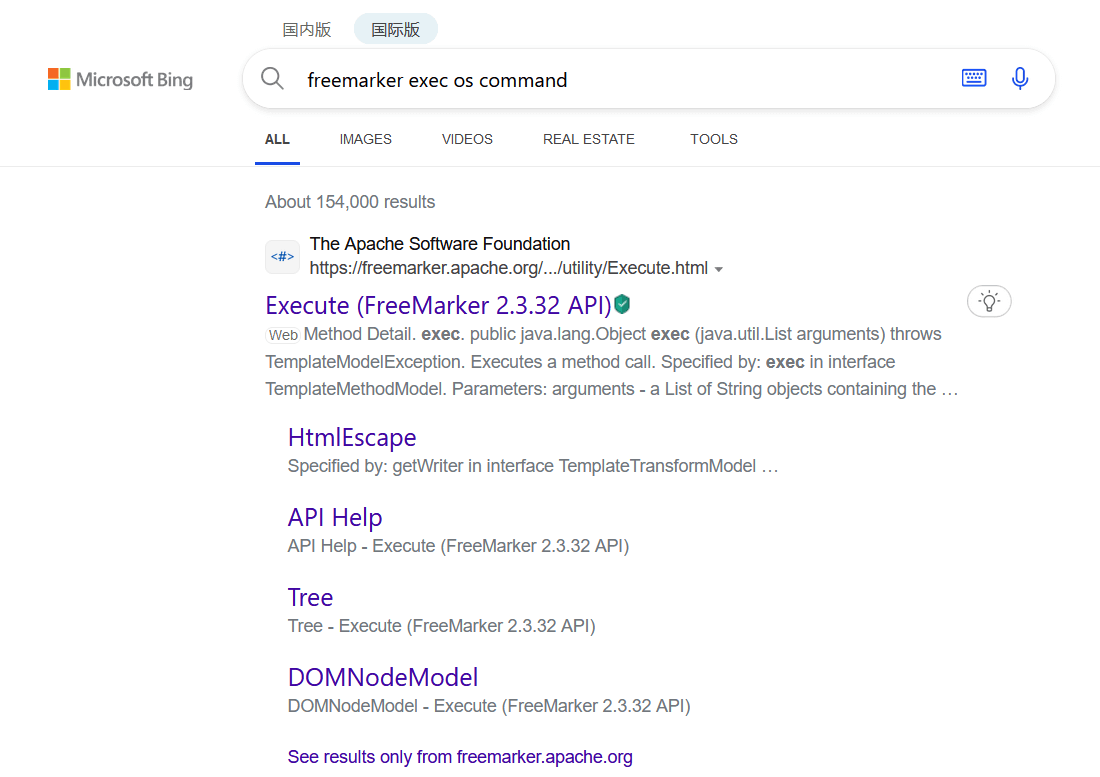 国内版 国际版
Microsoft Bing
freemarker exec os command
ALL IMAGES VIDEOS REAL ESTATE TOOLS
About 154,000 results
<#>
The Apache Software Foundation
https://freemarker.apache.org/.../utility/Execute.html
Execute (FreeMarker 2.3.32 API)
Web Method Detail. exec. public java.lang.Object exec (java.util.List arguments) throws
TemplateModelException. Executes a method call. Specified by: exec in interface
TemplateMethodModel. Parameters: arguments - a List of String objects containing the …
HtmlEscape
Specified by: getWriter in interface TemplateTransformModel …
API Help
API Help - Execute (FreeMarker 2.3.32 API)
Tree
Tree - Execute (FreeMarker 2.3.32 API)
DOMNodeModel
DOMNodeModel - Execute (FreeMarker 2.3.32 API)
See results only from freemarker.apache.org